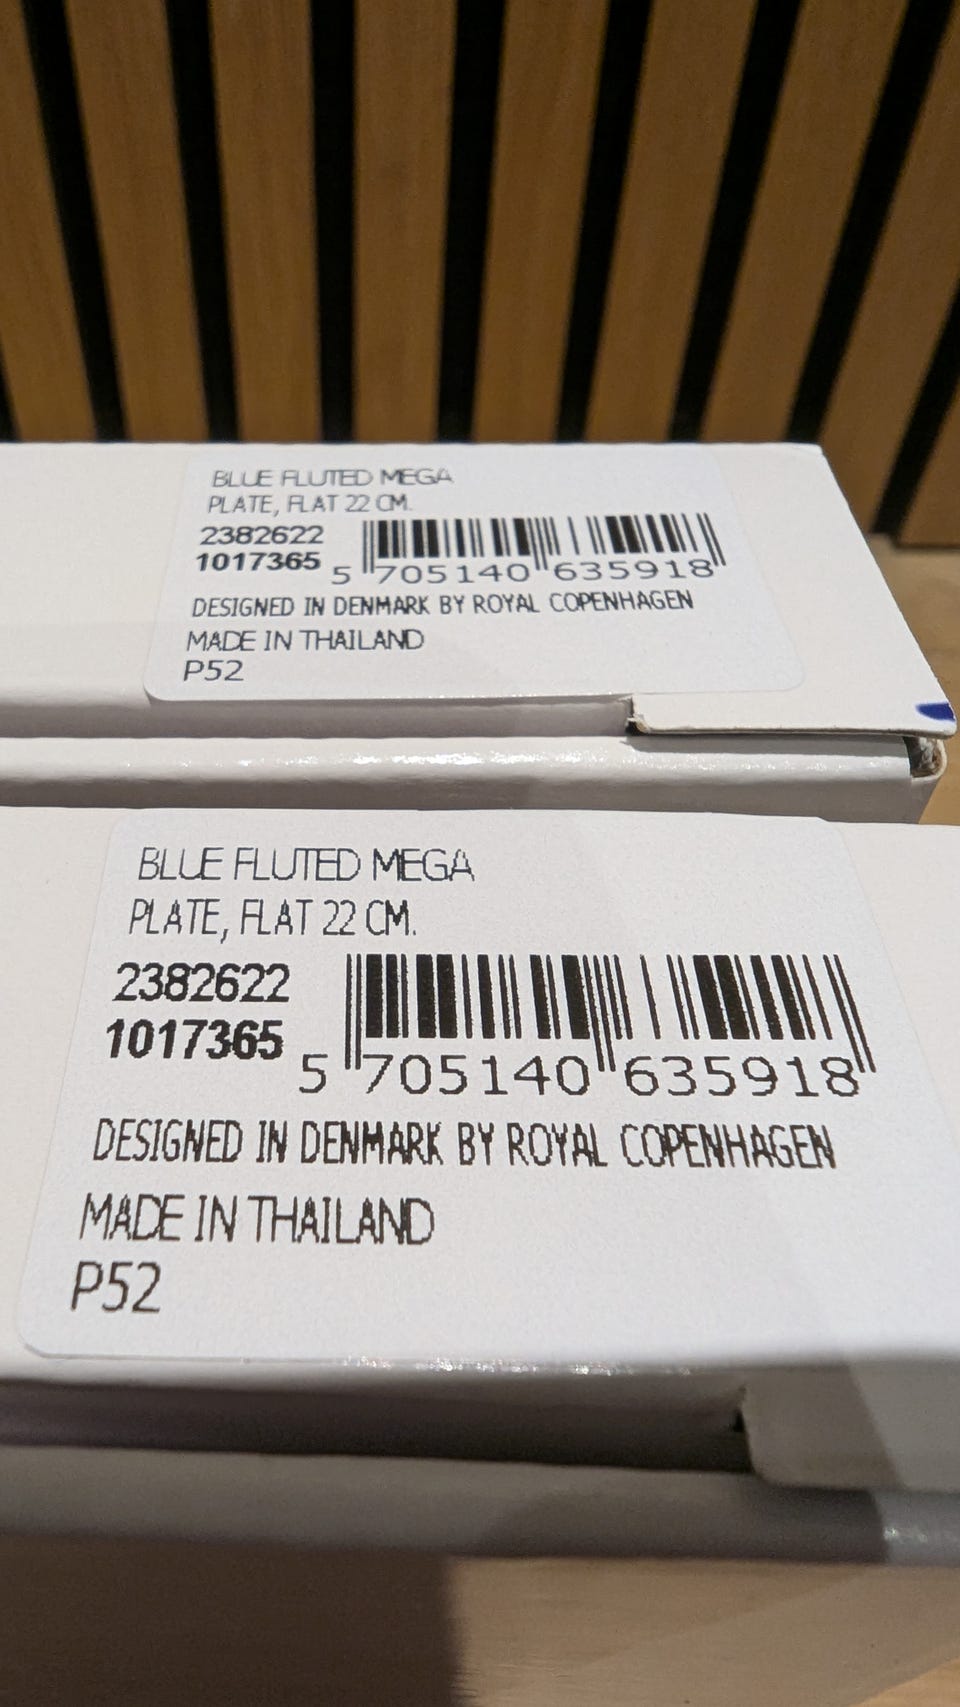 BLUE FLUTED MEGA
PLATE, FLAT 22 CM.
2382622
1017365
5 705140 635918
DESIGNED IN DENMARK BY ROYAL COPENHAGEN
MADE IN THAILAND
P52
BLUE FLUTED MEGA
PLATE, FLAT 22 CM.
2382622
1017365
5 705140 635918
DESIGNED IN DENMARK BY ROYAL COPENHAGEN
MADE IN THAILAND
P52